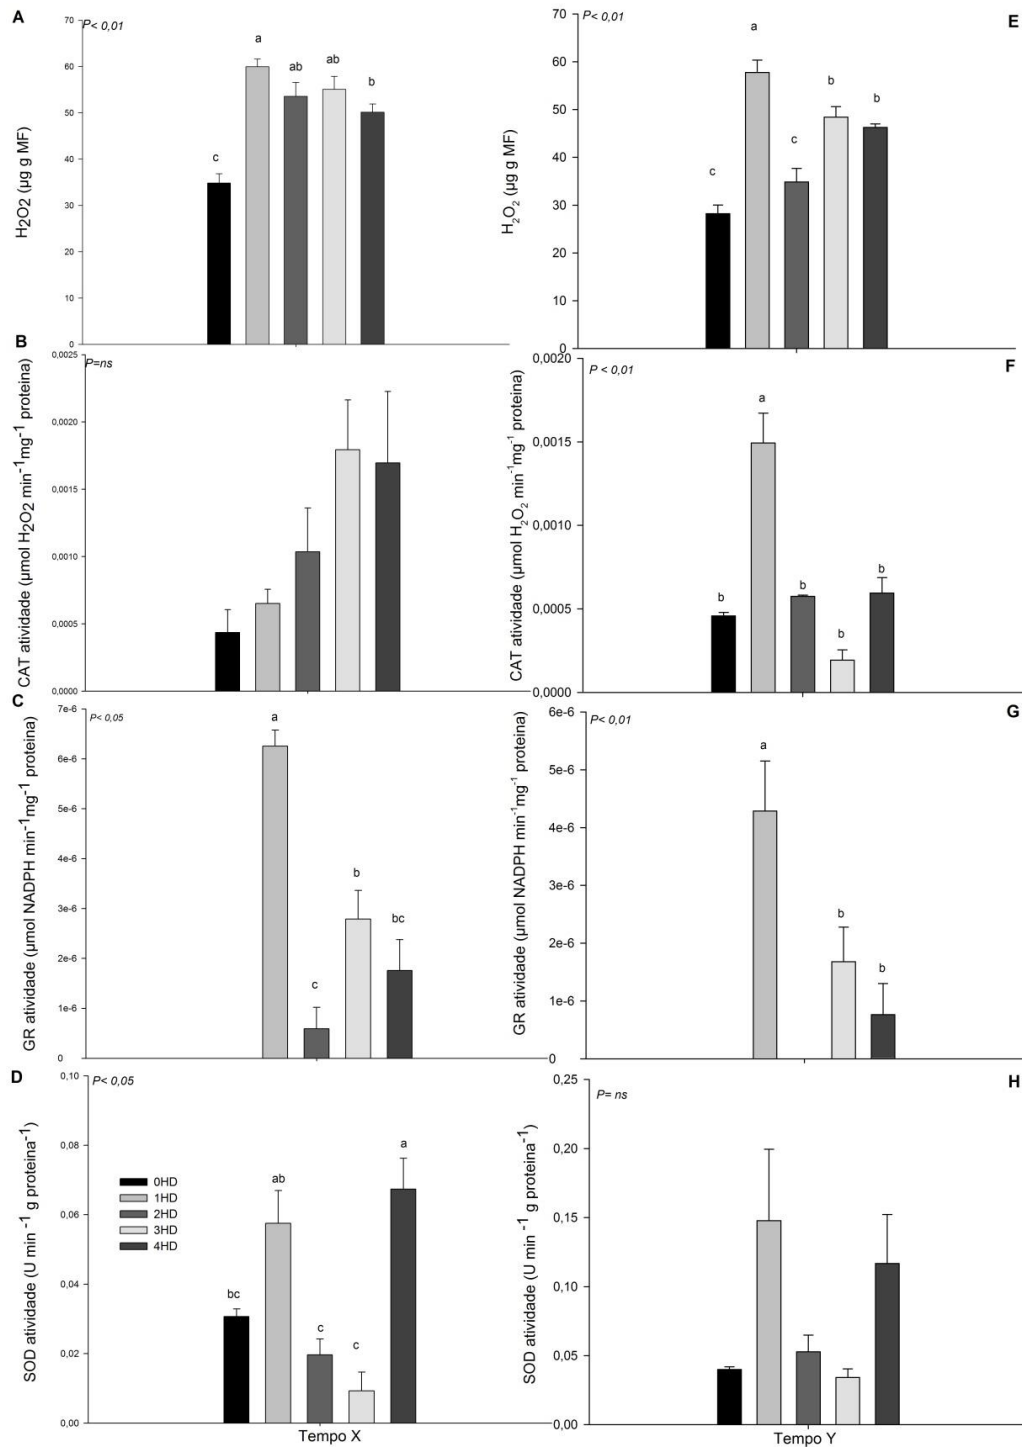 A
P< 0,01
70
60
50
40
30
20
10
0
H2O2 (µg g MF)
c
a
ab
ab
b
E
P< 0,01
70
60
50
40
30
20
10
0
H₂O₂ (µg g MF)
c
a
c
b
b
B
P=ns
0,0025
0,0020
0,0015
0,0010
0,0005
0,0000
CAT atividade (µmol H2O2 min⁻¹mg⁻¹ proteina)
F
P < 0,01
0,0020
0,0015
0,0010
0,0005
0,0000
CAT atividade (µmol H₂O₂ min⁻¹mg⁻¹ proteina)
b
a
b
b
b
C
P< 0,05
7e-6
6e-6
5e-6
4e-6
3e-6
2e-6
1e-6
0
GR atividade (µmol NADPH min⁻¹mg⁻¹ proteina)
a
c
b
bc
G
P< 0,01
6e-6
5e-6
4e-6
3e-6
2e-6
1e-6
0
GR atividade (µmol NADPH min⁻¹mg⁻¹ proteina)
a
b
b
D
P< 0,05
0,10
0,08
0,06
0,04
0,02
0,00
SOD atividade (U min ⁻¹ g proteina⁻¹)
0HD
1HD
2HD
3HD
4HD
bc
ab
c
c
a
Tempo X
H
P= ns
0,25
0,20
0,15
0,10
0,05
0,00
SOD atividade (U min ⁻¹ g proteina⁻¹)
Tempo Y